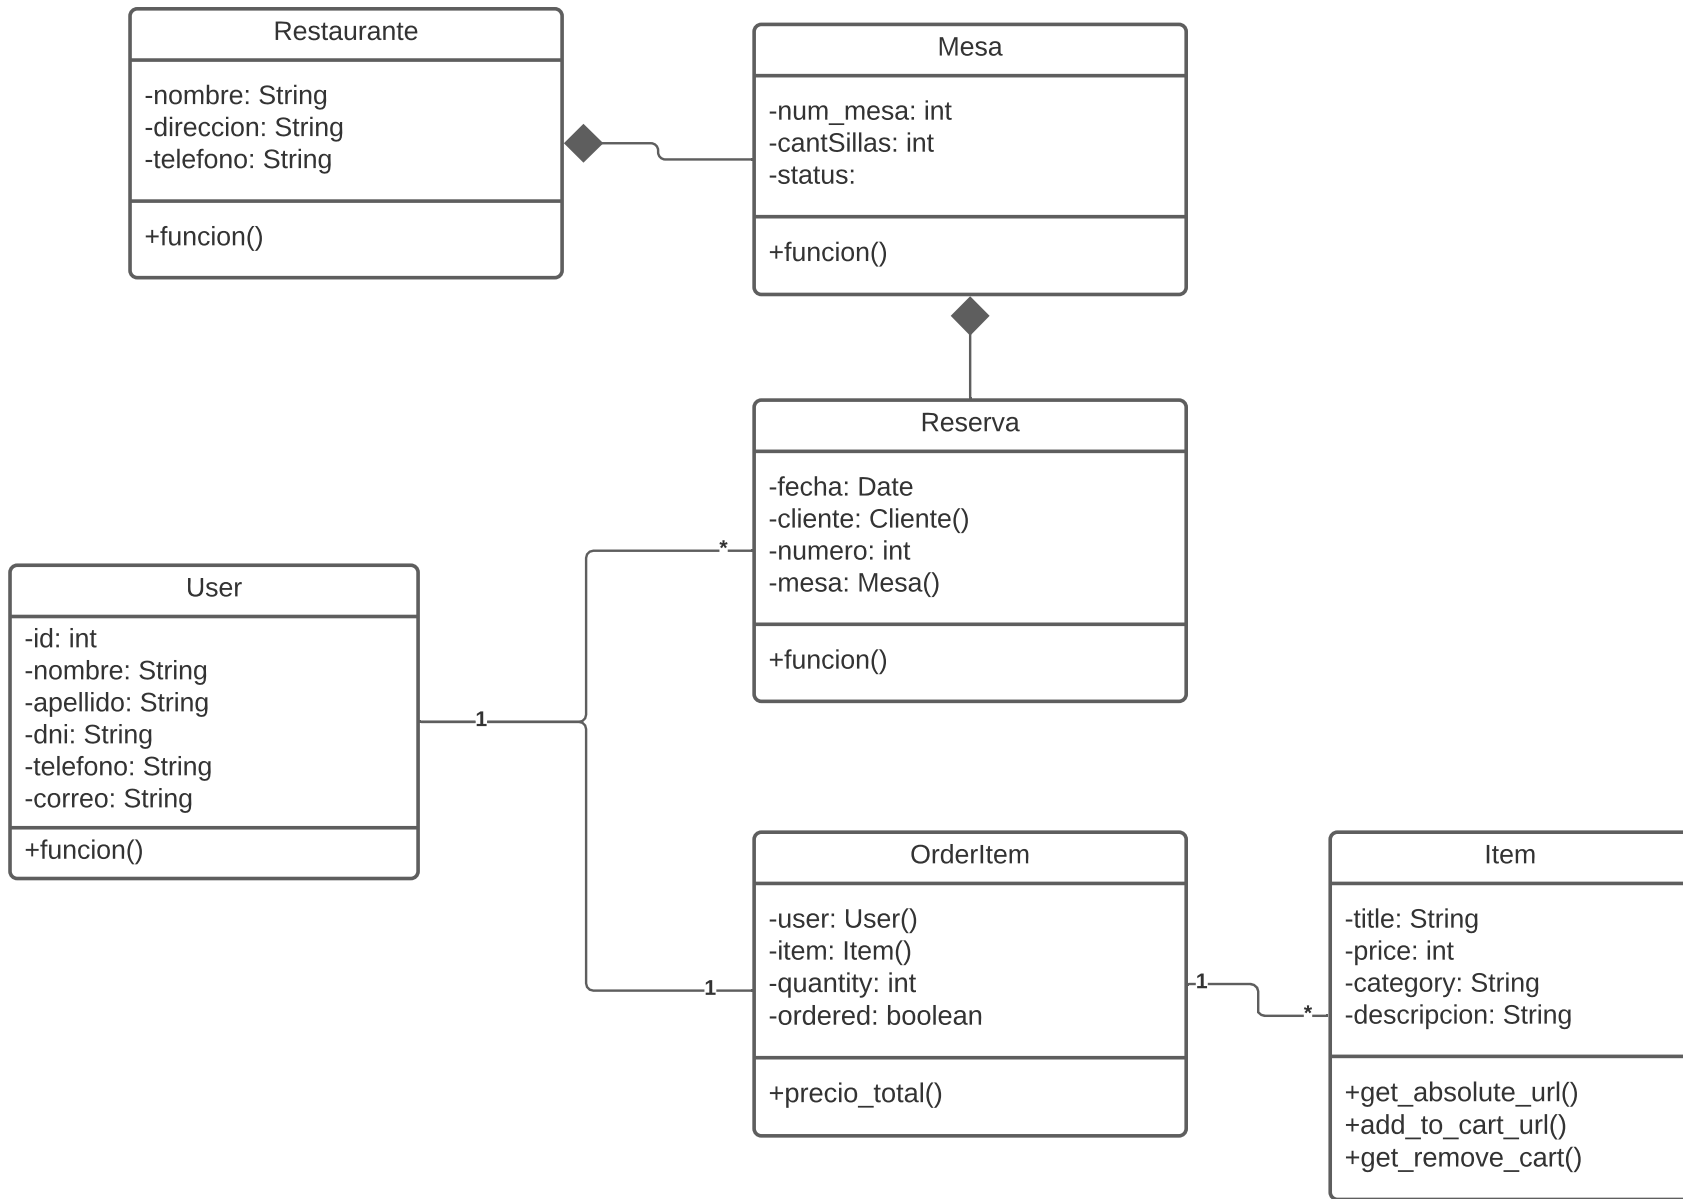 Restaurante
-nombre: String
-direccion: String
-telefono: String
+funcion()
Mesa
-num_mesa: int
-cantSillas: int
-status:
+funcion()
Reserva
-fecha: Date
-cliente: Cliente()
-numero: int
-mesa: Mesa()
+funcion()
User
-id: int
-nombre: String
-apellido: String
-dni: String
-telefono: String
-correo: String
+funcion()
1
*
1
OrderItem
-user: User()
-item: Item()
-quantity: int
-ordered: boolean
+precio_total()
1
*
Item
-title: String
-price: int
-category: String
-descripcion: String
+get_absolute_url()
+add_to_cart_url()
+get_remove_cart()